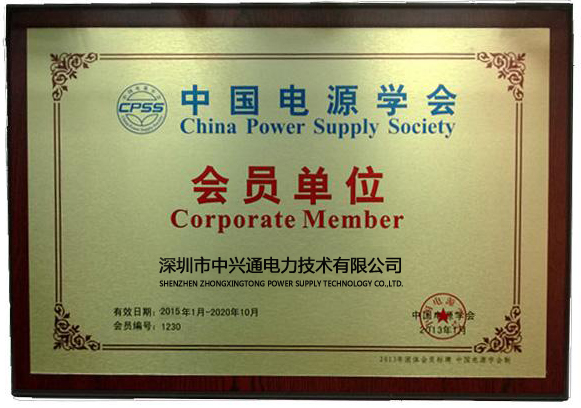 CPSS
中国电源学会
China Power Supply Society
会员单位
Corporate Member
深圳市中兴通电力技术有限公司
SHENZHEN ZHONGXINGTONG POWER SUPPLY TECHNOLOGY CO.,LTD.
有效日期：2015年1月-2020年10月
会员编号：1230
中国电源学会
2013年1月
2013年团体会员标牌 中国电源学会制